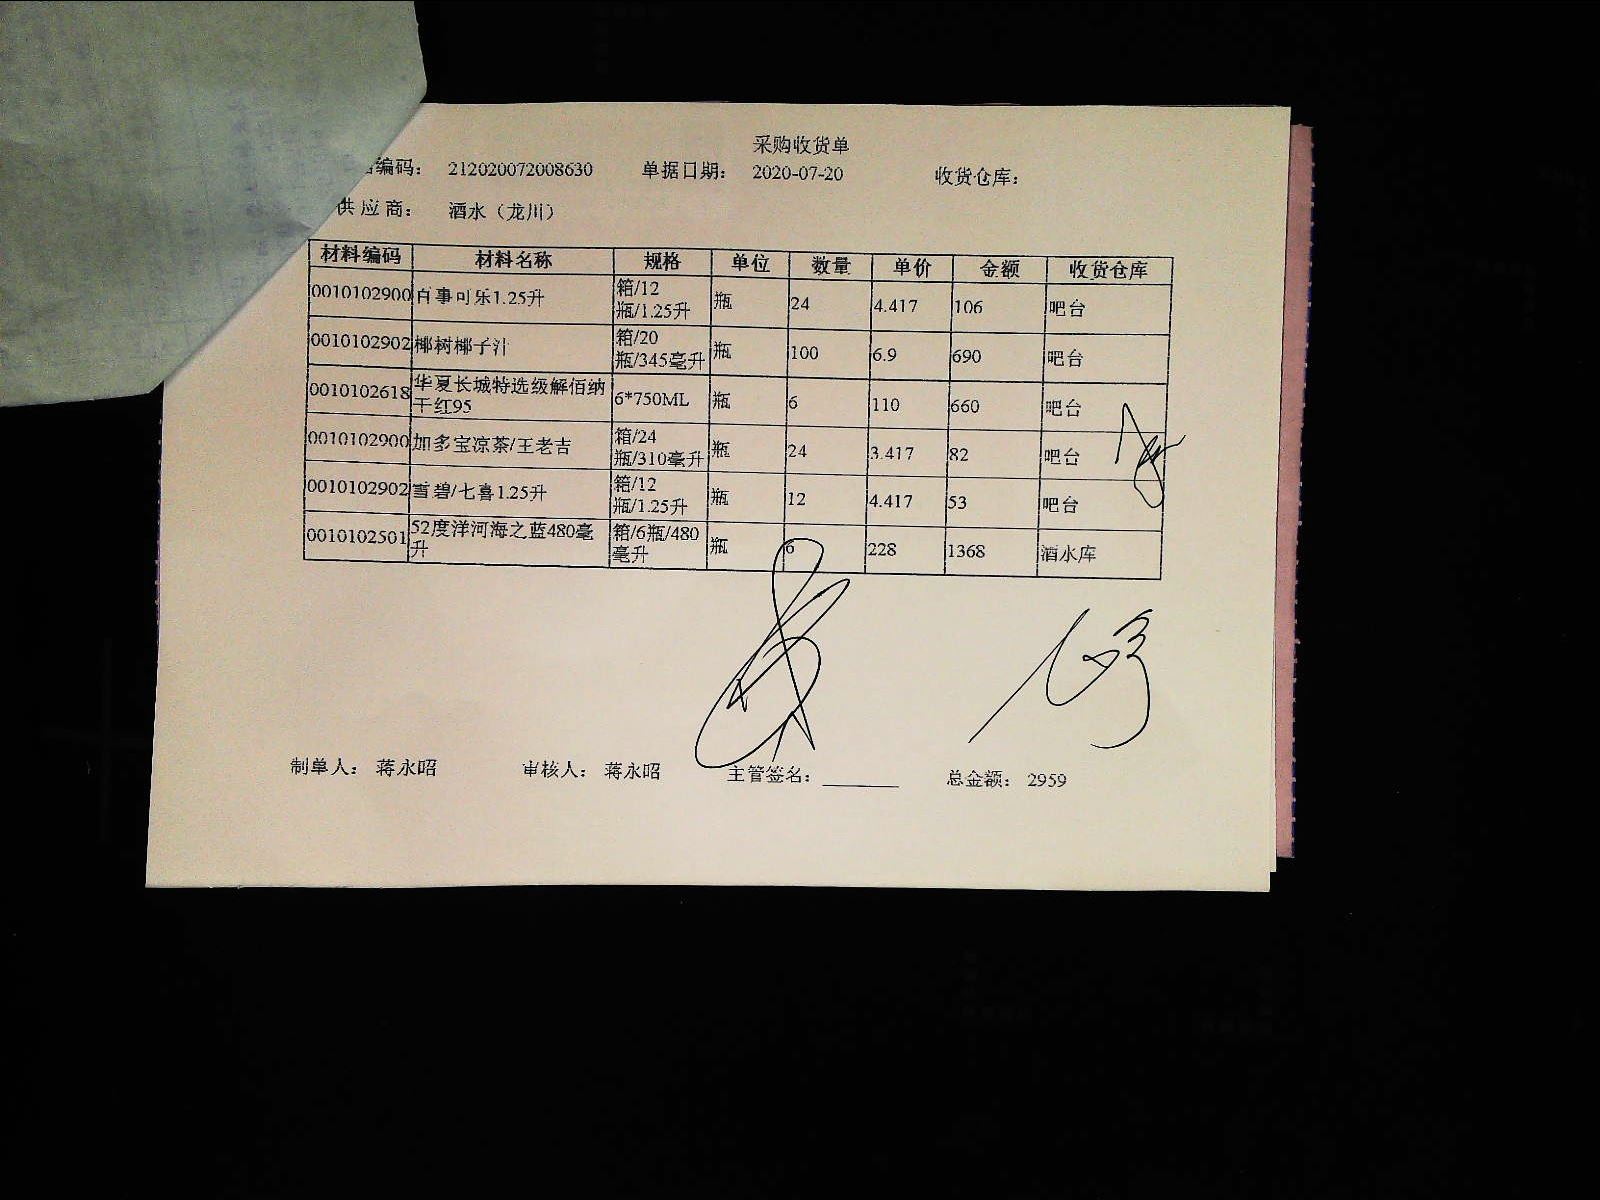 采购收货单
编码： 212020072008630 单据日期： 2020-07-20 收货仓库：
供应商： 酒水（龙川）
材料编码 材料名称 规格 单位 数量 单价 金额 收货仓库
0010102900 百事可乐1.25升 箱/12瓶/1.25升 瓶 24 4.417 106 吧台
0010102902 椰树椰子汁 箱/20瓶/345毫升 瓶 100 6.9 690 吧台
0010102618 华夏长城特选级解佰纳干红95 6*750ML 瓶 6 110 660 吧台
0010102900 加多宝凉茶/王老吉 箱/24瓶/310毫升 瓶 24 3.417 82 吧台
0010102902 雪碧/七喜1.25升 箱/12瓶/1.25升 瓶 12 4.417 53 吧台
0010102501 52度洋河海之蓝480毫升 箱/6瓶/480毫升 瓶 6 228 1368 酒水库
制单人： 蒋永昭 审核人： 蒋永昭 主管签名： 总金额： 2959